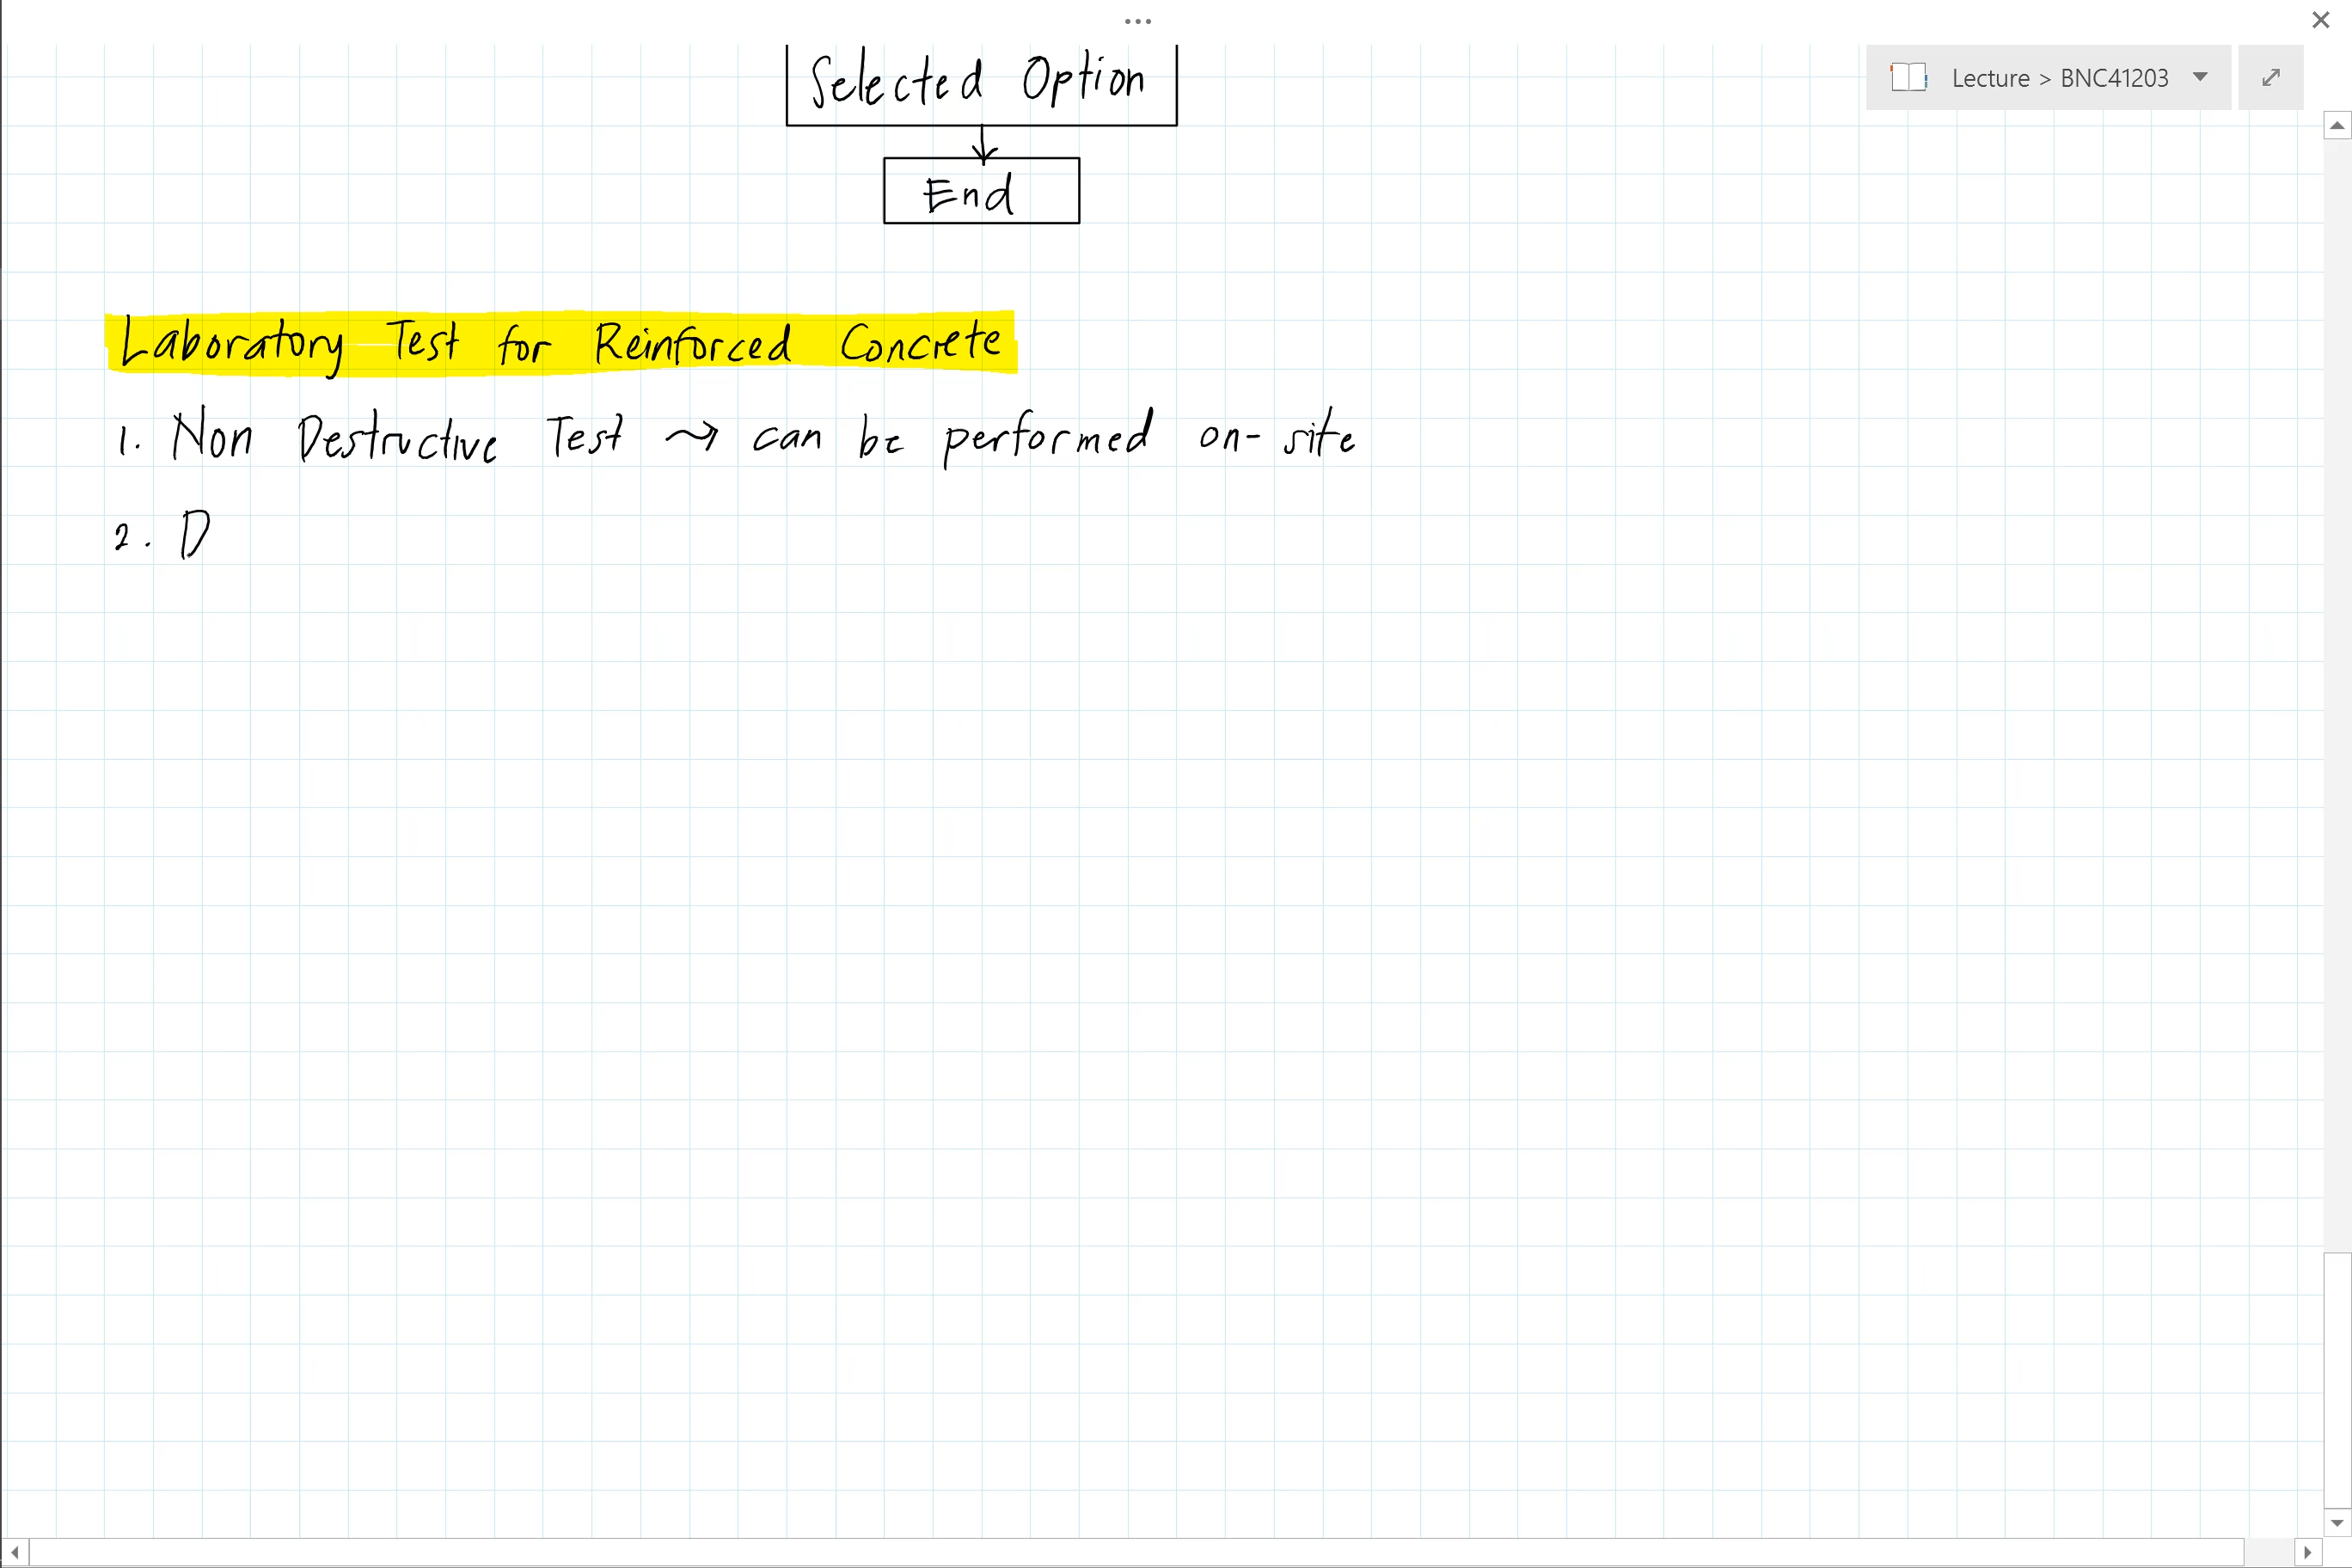 Lecture > BNC41203
Selected Option
End
Laboratory Test for Reinforced Concrete
1. Non Destructive Test ~> can be performed on-site
2. D